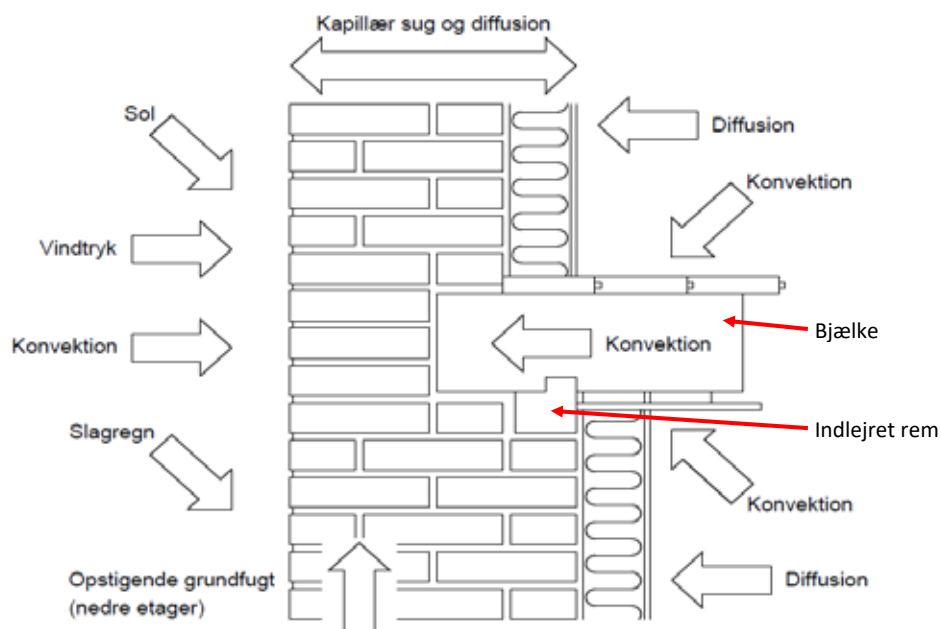 Kapillær sug og diffusion
Sol
Diffusion
Konvektion
Vindtryk
Bjælke
Konvektion
Konvektion
Indlejret rem
Slagregn
Konvektion
Opstigende grundfugt
(nedre etager)
Diffusion